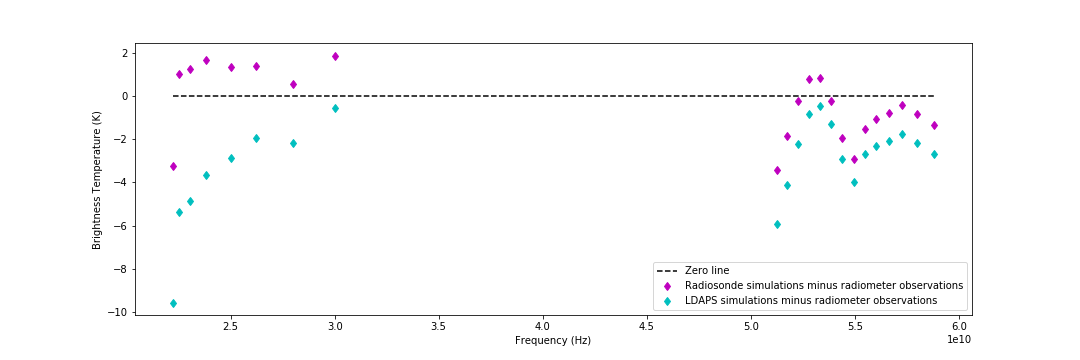 2
0
−2
−4
−6
−8
−10
Brightness Temperature (K)
Zero line
Radiosonde simulations minus radiometer observations
LDAPS simulations minus radiometer observations
2.5 3.0 3.5 4.0 4.5 5.0 5.5 6.0
1e10
Frequency (Hz)